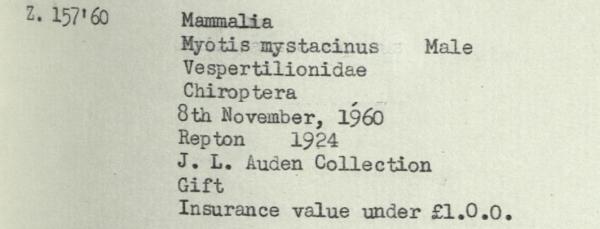 Z. 157'60 Mammalia
Myotis mystacinus Male
Vespertilionidae
Chiroptera
8th November, 1960
Repton 1924
J. L. Auden Collection
Gift
Insurance value under £1.0.0.